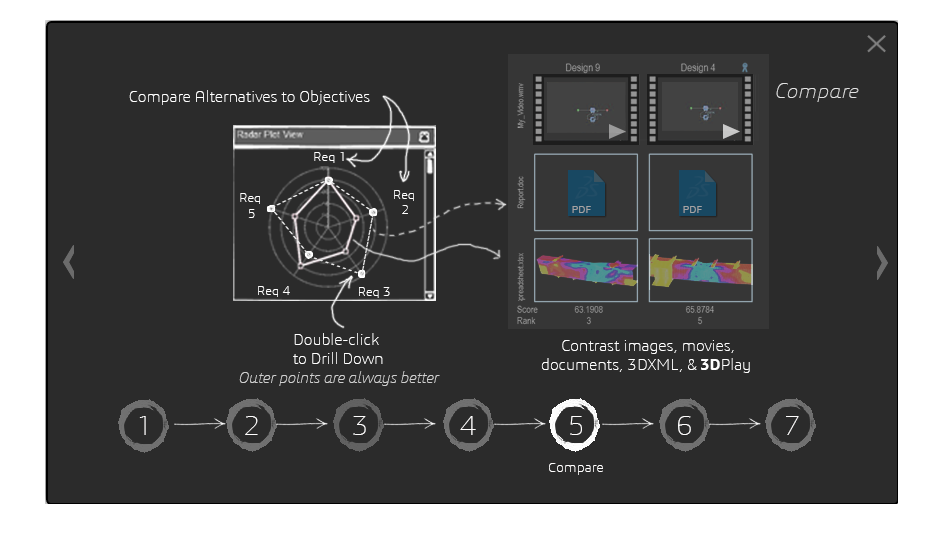 Compare
Compare Alternatives to Objectives
Radar Plot View
Req 1
Req
2
Req
5
Req 4
Req 3
Double-click
to Drill Down
Outer points are always better
Design 9
Design 4
My_Video.wmv
Report.doc
PDF
PDF
spreadsheet.xlsx
Score
63.1908
65.8784
Rank
3
5
Contrast images, movies,
documents, 3DXML, & 3DPlay
1
2
3
4
5
6
7
Compare